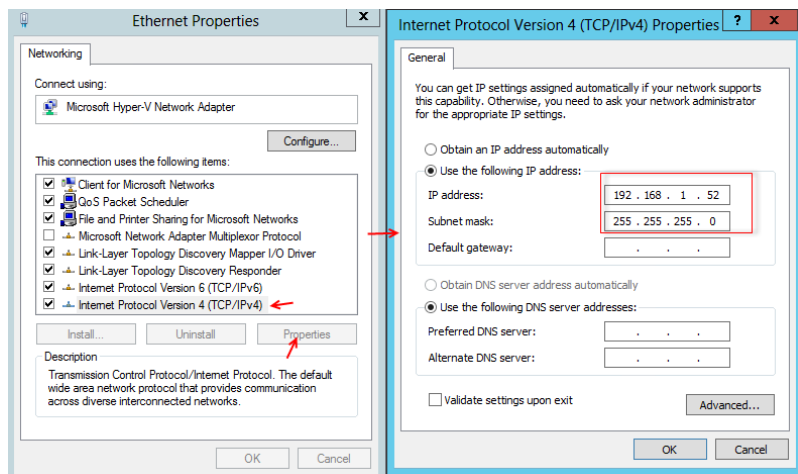 Ethernet Properties
x
Networking
Connect using:
Microsoft Hyper-V Network Adapter
Configure...
This connection uses the following items:
Client for Microsoft Networks
QoS Packet Scheduler
File and Printer Sharing for Microsoft Networks
Microsoft Network Adapter Multiplexor Protocol
Link-Layer Topology Discovery Mapper I/O Driver
Link-Layer Topology Discovery Responder
Internet Protocol Version 6 (TCP/IPv6)
Internet Protocol Version 4 (TCP/IPv4)
Install... Uninstall Properties
Description
Transmission Control Protocol/Internet Protocol. The default
wide area network protocol that provides communication
across diverse interconnected networks.
OK Cancel
Internet Protocol Version 4 (TCP/IPv4) Properties ? x
General
You can get IP settings assigned automatically if your network supports
this capability. Otherwise, you need to ask your network administrator
for the appropriate IP settings.
Obtain an IP address automatically
Use the following IP address:
IP address: 192 . 168 . 1 . 52
Subnet mask: 255 . 255 . 255 . 0
Default gateway: . . .
Obtain DNS server address automatically
Use the following DNS server addresses:
Preferred DNS server: . . .
Alternate DNS server: . . .
Validate settings upon exit
Advanced...
OK Cancel